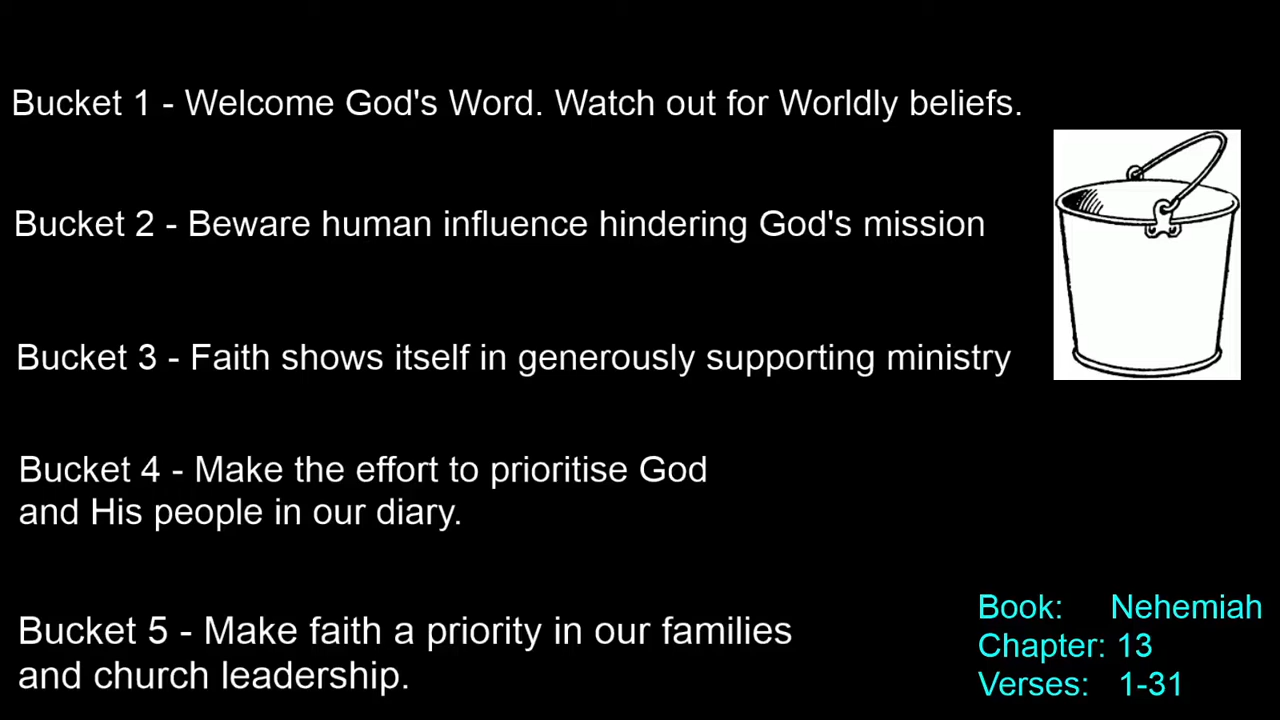 Bucket 1 - Welcome God's Word. Watch out for Worldly beliefs.
Bucket 2 - Beware human influence hindering God's mission
Bucket 3 - Faith shows itself in generously supporting ministry
Bucket 4 - Make the effort to prioritise God
and His people in our diary.
Bucket 5 - Make faith a priority in our families
and church leadership.
Book: Nehemiah
Chapter: 13
Verses: 1-31